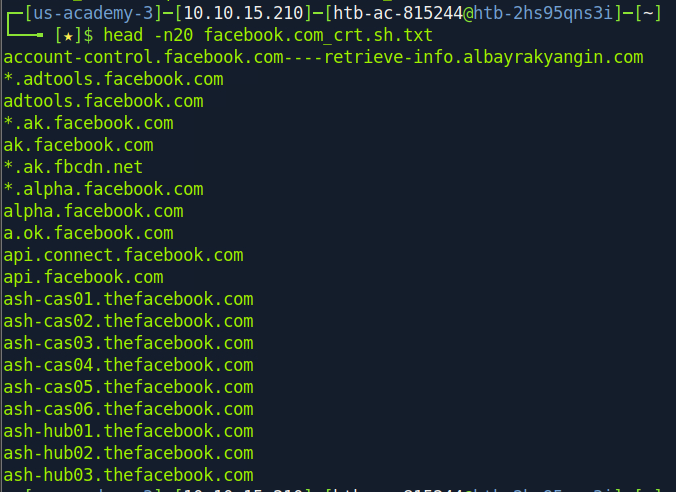 ┌─[us-academy-3]─[10.10.15.210]─[htb-ac-815244@htb-2hs95qns3i]─[~]
└──╼ [★]$ head -n20 facebook.com_crt.sh.txt
account-control.facebook.com----retrieve-info.albayrakyangin.com
*.adtools.facebook.com
adtools.facebook.com
*.ak.facebook.com
ak.facebook.com
*.ak.fbcdn.net
*.alpha.facebook.com
alpha.facebook.com
a.ok.facebook.com
api.connect.facebook.com
api.facebook.com
ash-cas01.thefacebook.com
ash-cas02.thefacebook.com
ash-cas03.thefacebook.com
ash-cas04.thefacebook.com
ash-cas05.thefacebook.com
ash-cas06.thefacebook.com
ash-hub01.thefacebook.com
ash-hub02.thefacebook.com
ash-hub03.thefacebook.com